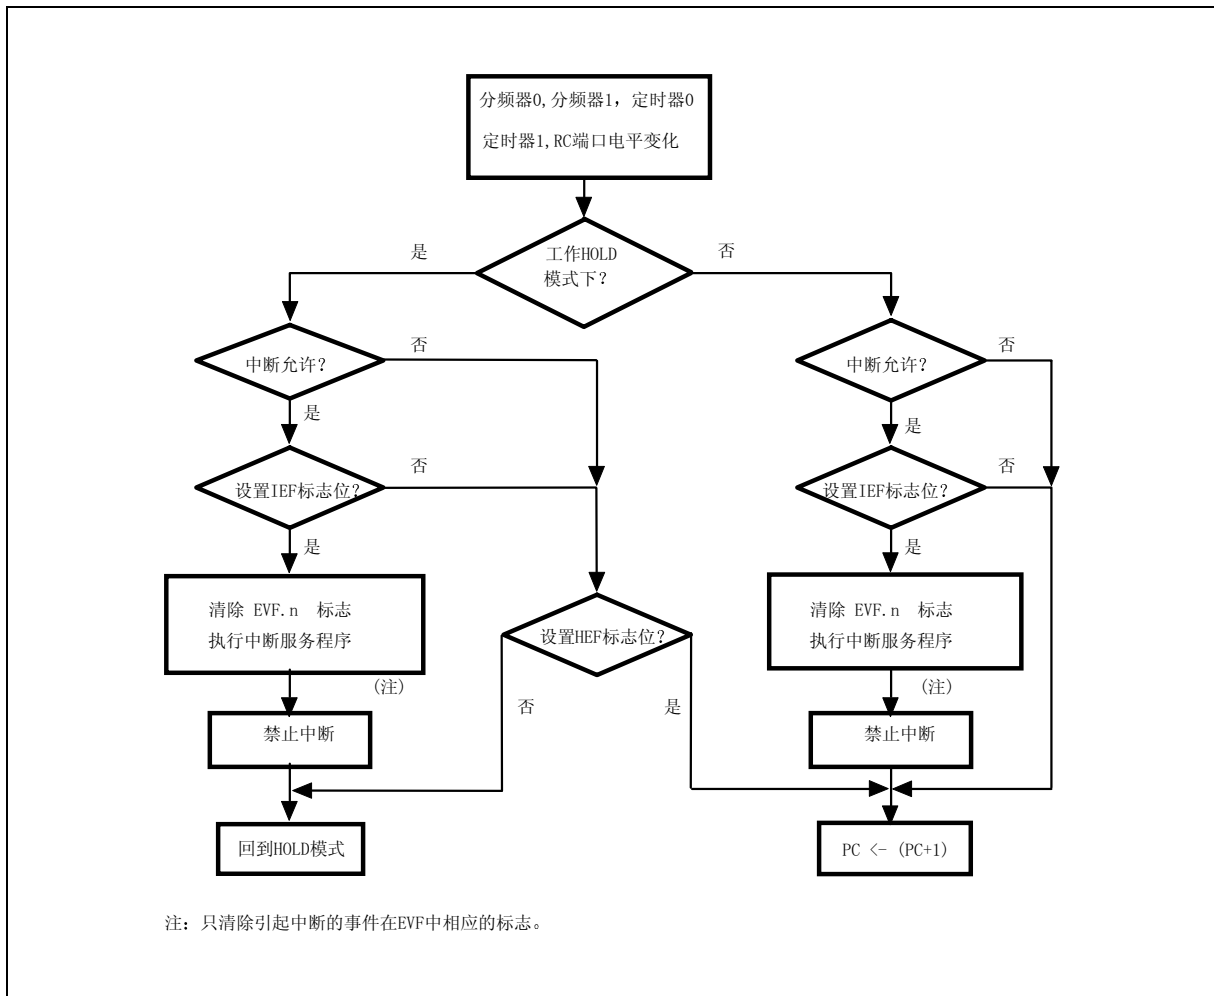 分频器0,分频器1，定时器0
定时器1,RC端口电平变化
工作HOLD
模式下？
是
否
中断允许？
否
中断允许？
否
是
是
设置IEF标志位？
否
设置IEF标志位？
否
是
是
清除 EVF.n 标志
执行中断服务程序
(注)
设置HEF标志位？
清除 EVF.n 标志
执行中断服务程序
(注)
否
是
禁止中断
禁止中断
回到HOLD模式
PC <- (PC+1)
注：只清除引起中断的事件在EVF中相应的标志。